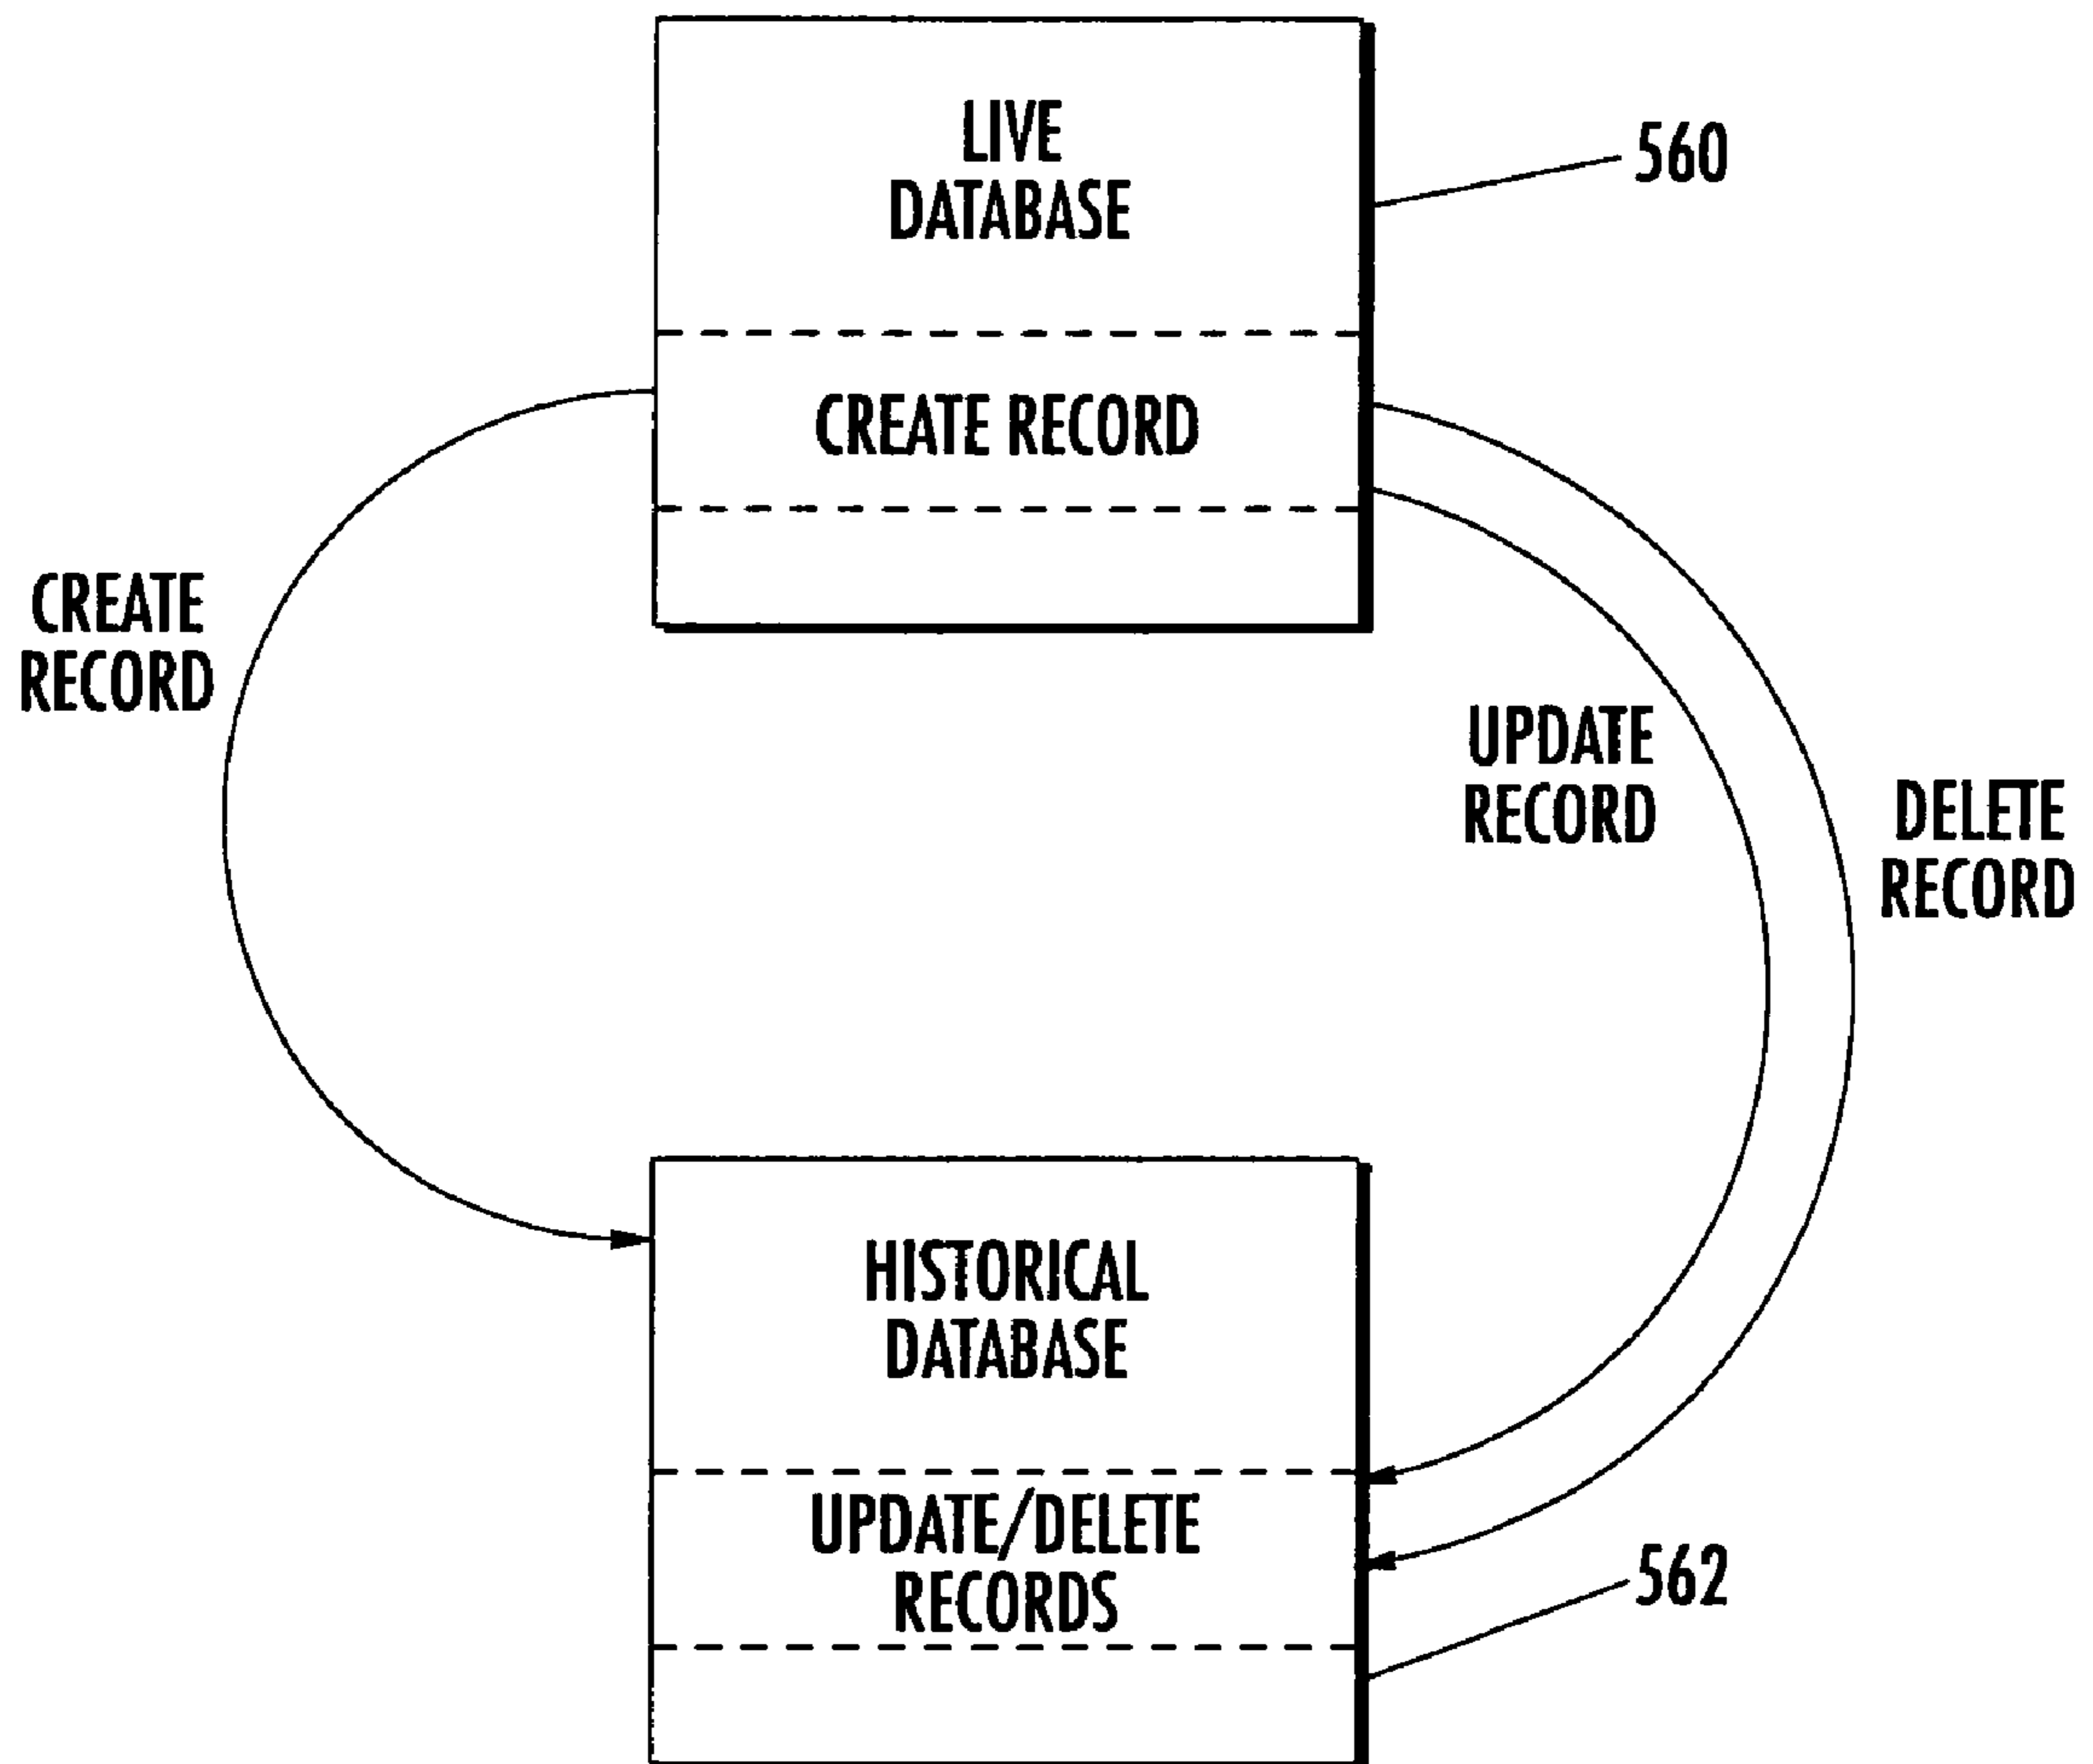 LIVE
DATABASE
560
CREATE RECORD
CREATE
RECORD
UPDATE
RECORD
DELETE
RECORD
HISTORICAL
DATABASE
UPDATE/DELETE
RECORDS
562